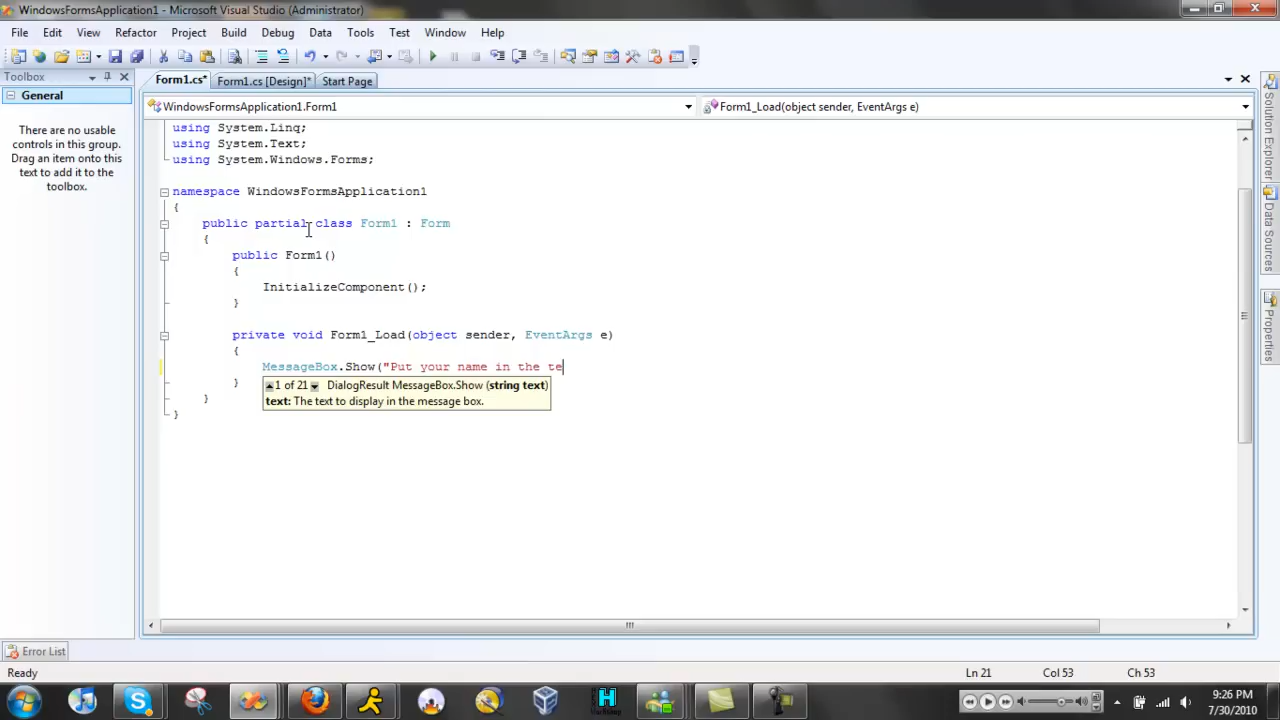 WindowsFormsApplication1 - Microsoft Visual Studio (Administrator)
File Edit View Refactor Project Build Debug Data Tools Test Window Help
Toolbox
Form1.cs* Form1.cs [Design]* Start Page
General
WindowsFormsApplication1.Form1 Form1_Load(object sender, EventArgs e)
There are no usable
controls in this group.
Drag an item onto this
text to add it to the
toolbox.
using System.Linq;
using System.Text;
using System.Windows.Forms;
namespace WindowsFormsApplication1
{
public partial class Form1 : Form
{
public Form1()
{
InitializeComponent();
}
private void Form1_Load(object sender, EventArgs e)
{
MessageBox.Show("Put your name in the te
}
1 of 21 DialogResult MessageBox.Show (string text)
text: The text to display in the message box.
}
}
Solution Explorer
Data Sources
Properties
Error List
Ready Ln 21 Col 53 Ch 53
9:26 PM
7/30/2010